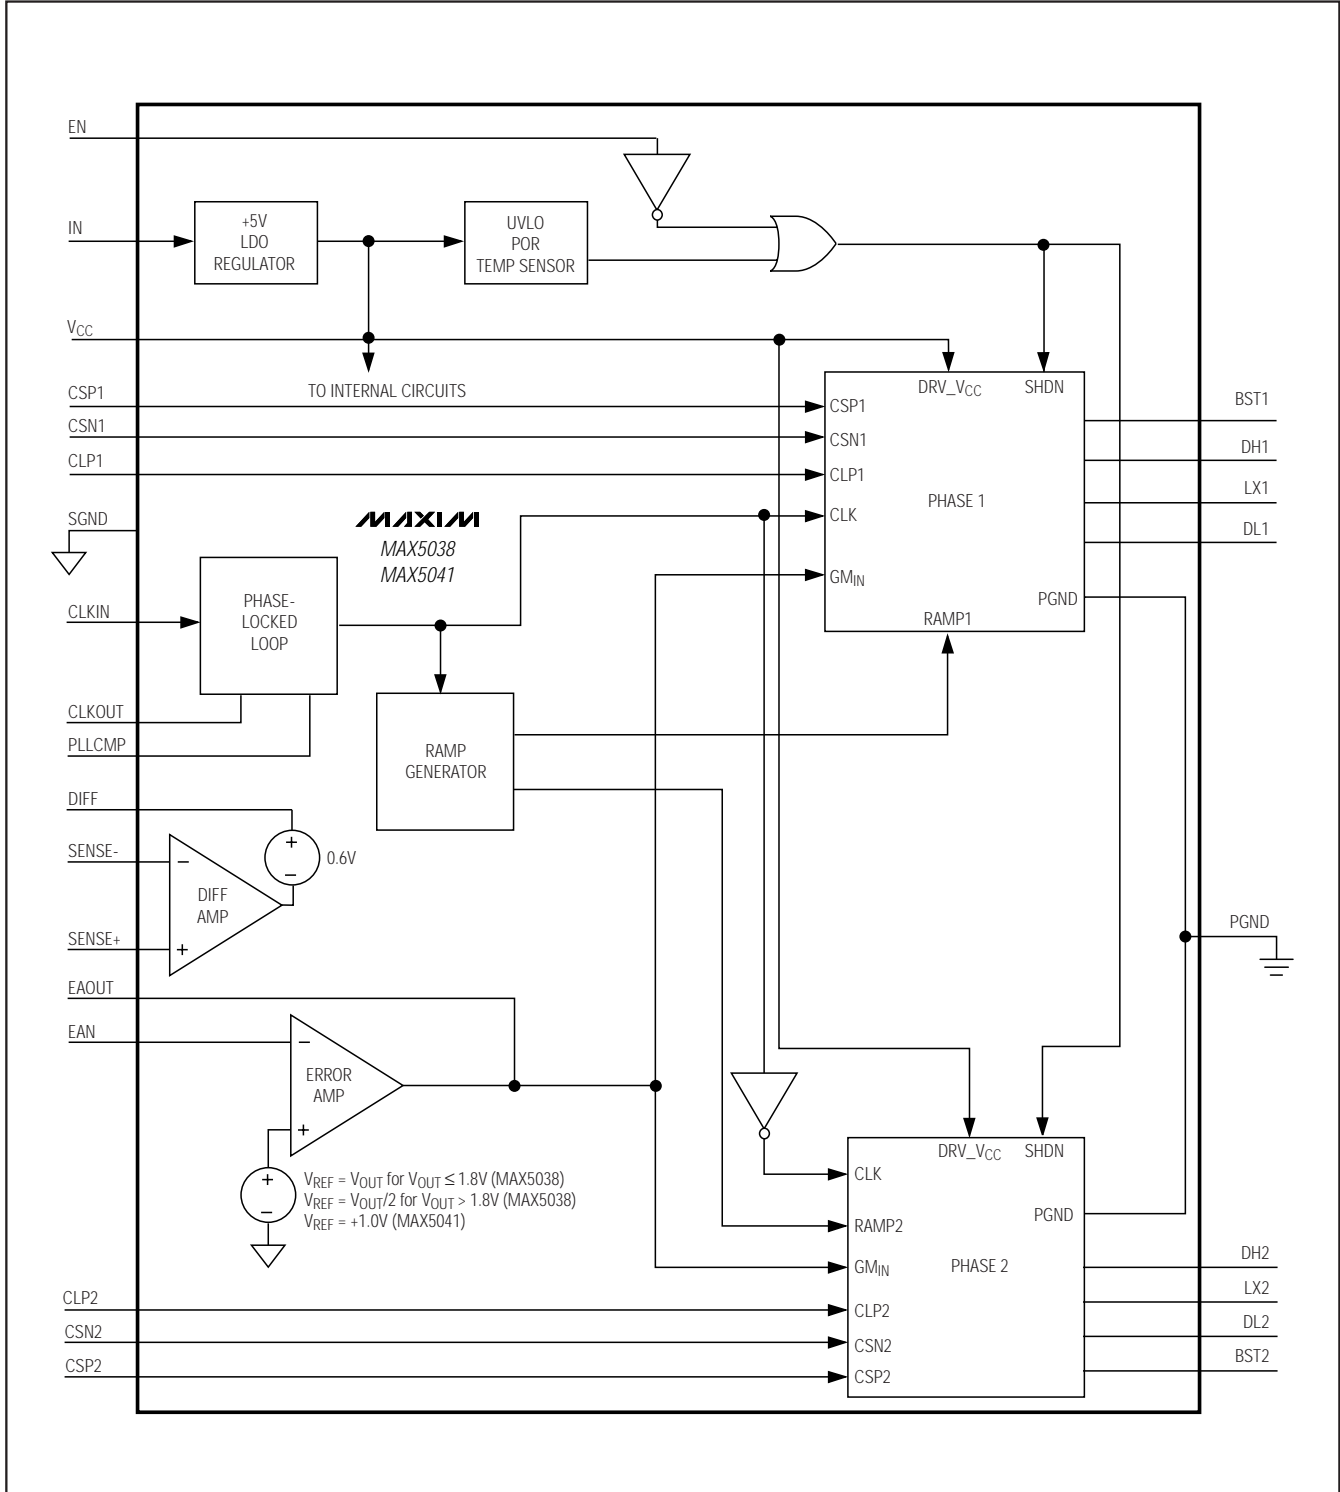 EN
IN
+5V
LDO
REGULATOR
UVLO
POR
TEMP SENSOR
VCC
TO INTERNAL CIRCUITS
CSP1
CSN1
CLP1
SGND
MAXIM
MAX5038
MAX5041
CLKIN
PHASE-
LOCKED
LOOP
CLKOUT
PLLCMP
RAMP
GENERATOR
DRV_VCC
SHDN
CSP1
CSN1
CLP1
CLK
GMIN
PHASE 1
PGND
RAMP1
BST1
DH1
LX1
DL1
DIFF
+
−
0.6V
SENSE-
−
DIFF
AMP
SENSE+
+
PGND
EAOUT
EAN
−
ERROR
AMP
+
+
−
VREF = VOUT for VOUT ≤ 1.8V (MAX5038)
VREF = VOUT/2 for VOUT > 1.8V (MAX5038)
VREF = +1.0V (MAX5041)
DRV_VCC
SHDN
CLK
RAMP2
GMIN
CLP2
CSN2
CSP2
PHASE 2
PGND
DH2
LX2
DL2
BST2
CLP2
CSN2
CSP2